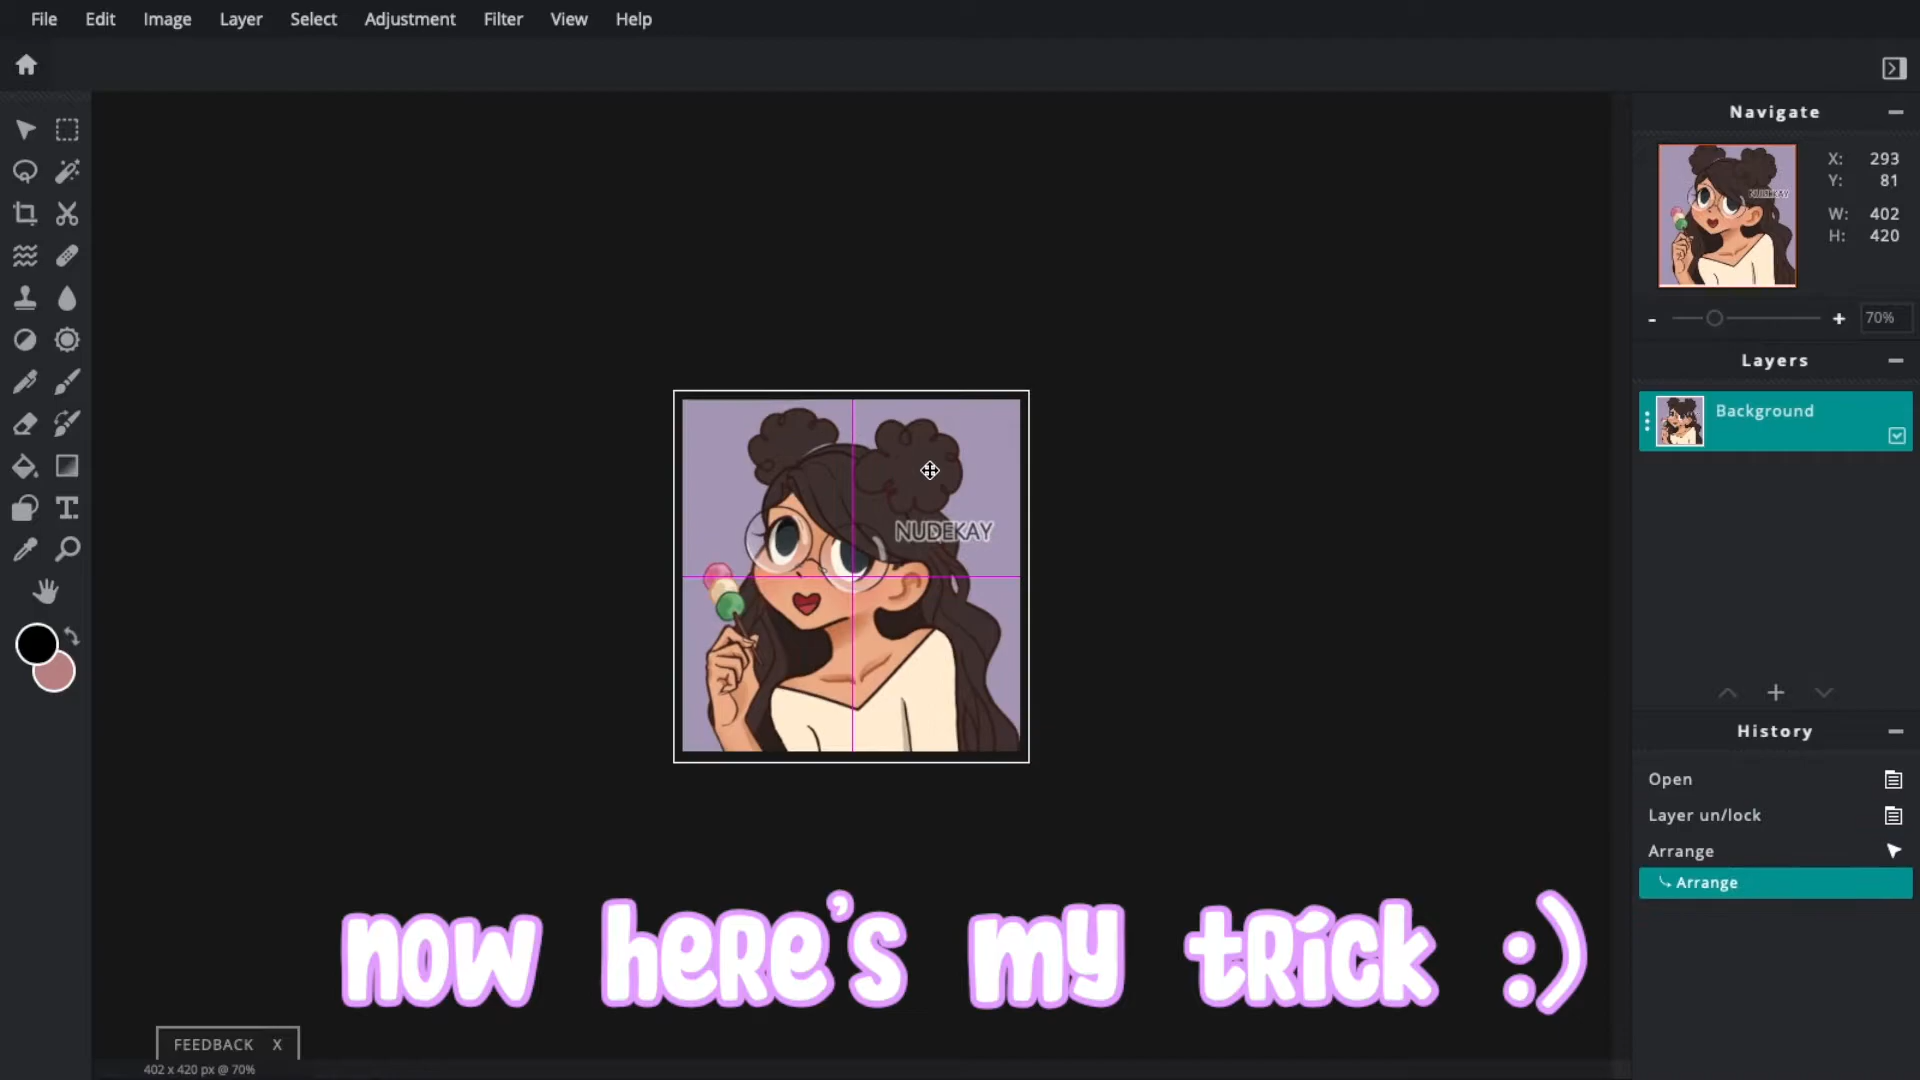 File Edit Image Layer Select Adjustment Filter View Help
Navigate
X: 293
Y: 81
W: 402
H: 420
- + 70%
Layers
Background
NUDEKAY
History
Open
Layer un/lock
Arrange
Arrange
now here's my trick :)
FEEDBACK X
402 x 420 px @ 70%